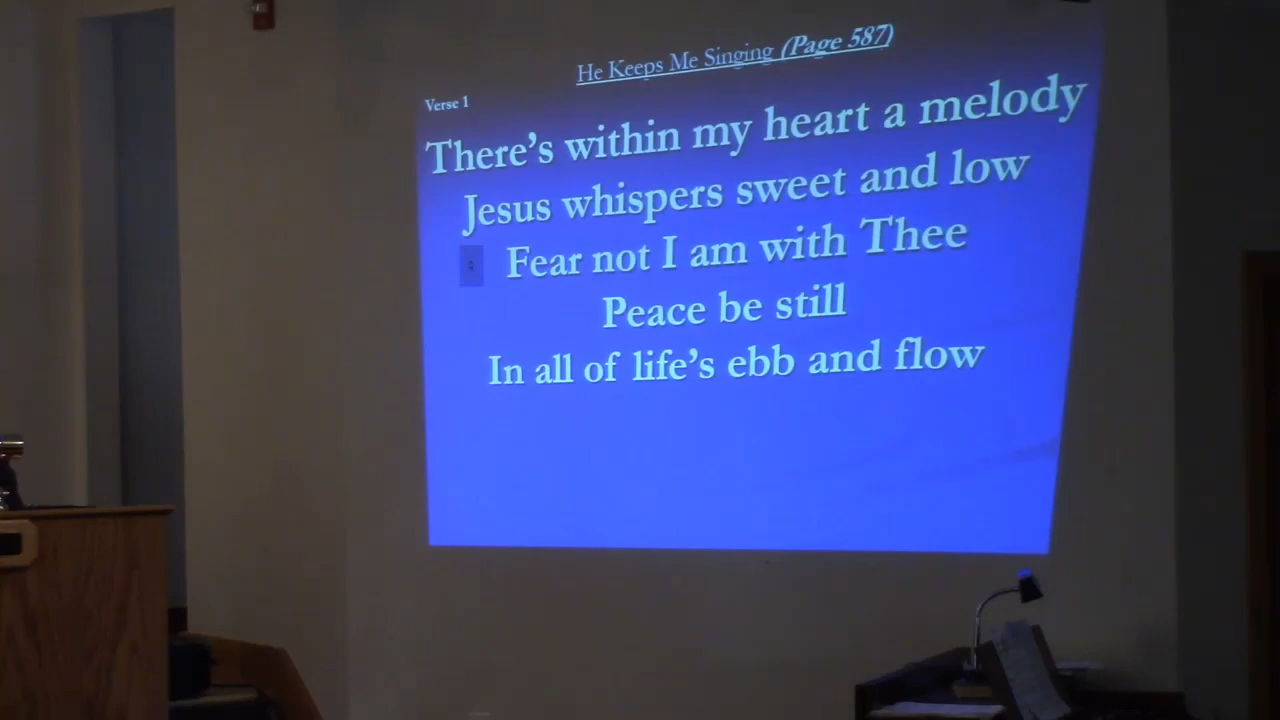 He Keeps Me Singing (Page 587)
Verse 1
There's within my heart a melody
Jesus whispers sweet and low
Fear not I am with Thee
Peace be still
In all of life's ebb and flow